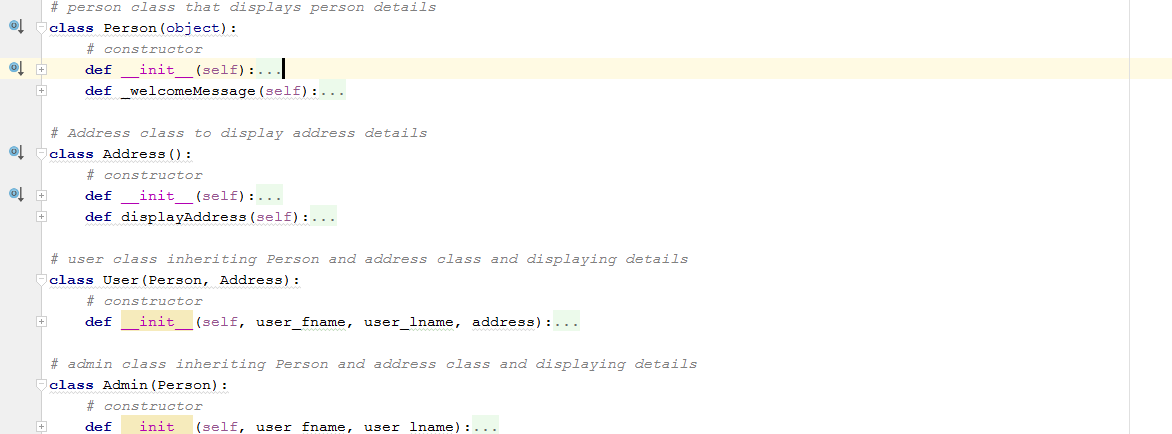 # person class that displays person details
class Person(object):
    # constructor
    def __init__(self):...
    def _welcomeMessage(self):...
# Address class to display address details
class Address():
    # constructor
    def __init__(self):...
    def displayAddress(self):...
# user class inheriting Person and address class and displaying details
class User(Person, Address):
    # constructor
    def __init__(self, user_fname, user_lname, address):...
# admin class inheriting Person and address class and displaying details
class Admin(Person):
    # constructor
    def __init__(self, user_fname, user_lname):...